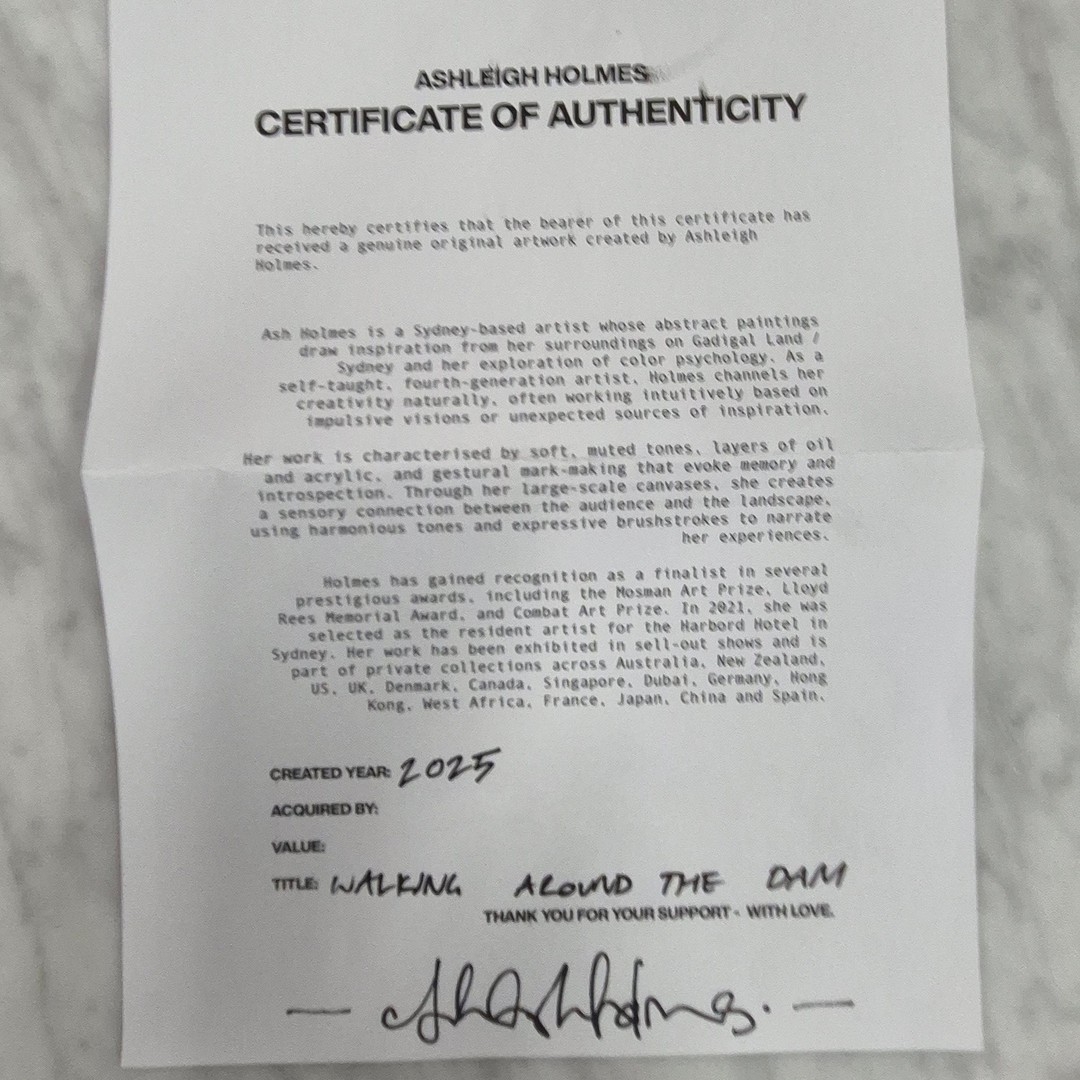 ASHLEIGH HOLMES
CERTIFICATE OF AUTHENTICITY
This hereby certifies that the bearer of this certificate has
received a genuine original artwork created by Ashleigh
Holmes.
Ash Holmes is a Sydney-based artist whose abstract paintings
draw inspiration from her surroundings on Gadigal Land /
Sydney and her exploration of color psychology. As a
self-taught, fourth-generation artist, Holmes channels her
creativity naturally, often working intuitively based on
impulsive visions or unexpected sources of inspiration.
Her work is characterised by soft, muted tones, layers of oil
and acrylic, and gestural mark-making that evoke memory and
introspection. Through her large-scale canvases, she creates
a sensory connection between the audience and the landscape,
using harmonious tones and expressive brushstrokes to narrate
her experiences.
Holmes has gained recognition as a finalist in several
prestigious awards, including the Mosman Art Prize, Lloyd
Rees Memorial Award, and Combat Art Prize. In 2021, she was
selected as the resident artist for the Harbord Hotel in
Sydney. Her work has been exhibited in sell-out shows and is
part of private collections across Australia, New Zealand,
US, UK, Denmark, Canada, Singapore, Dubai, Germany, Hong
Kong, West Africa, France, Japan, China and Spain.
CREATED YEAR: 2025
ACQUIRED BY:
VALUE:
TITLE: WALKING AROUND THE DAM
THANK YOU FOR YOUR SUPPORT - WITH LOVE.